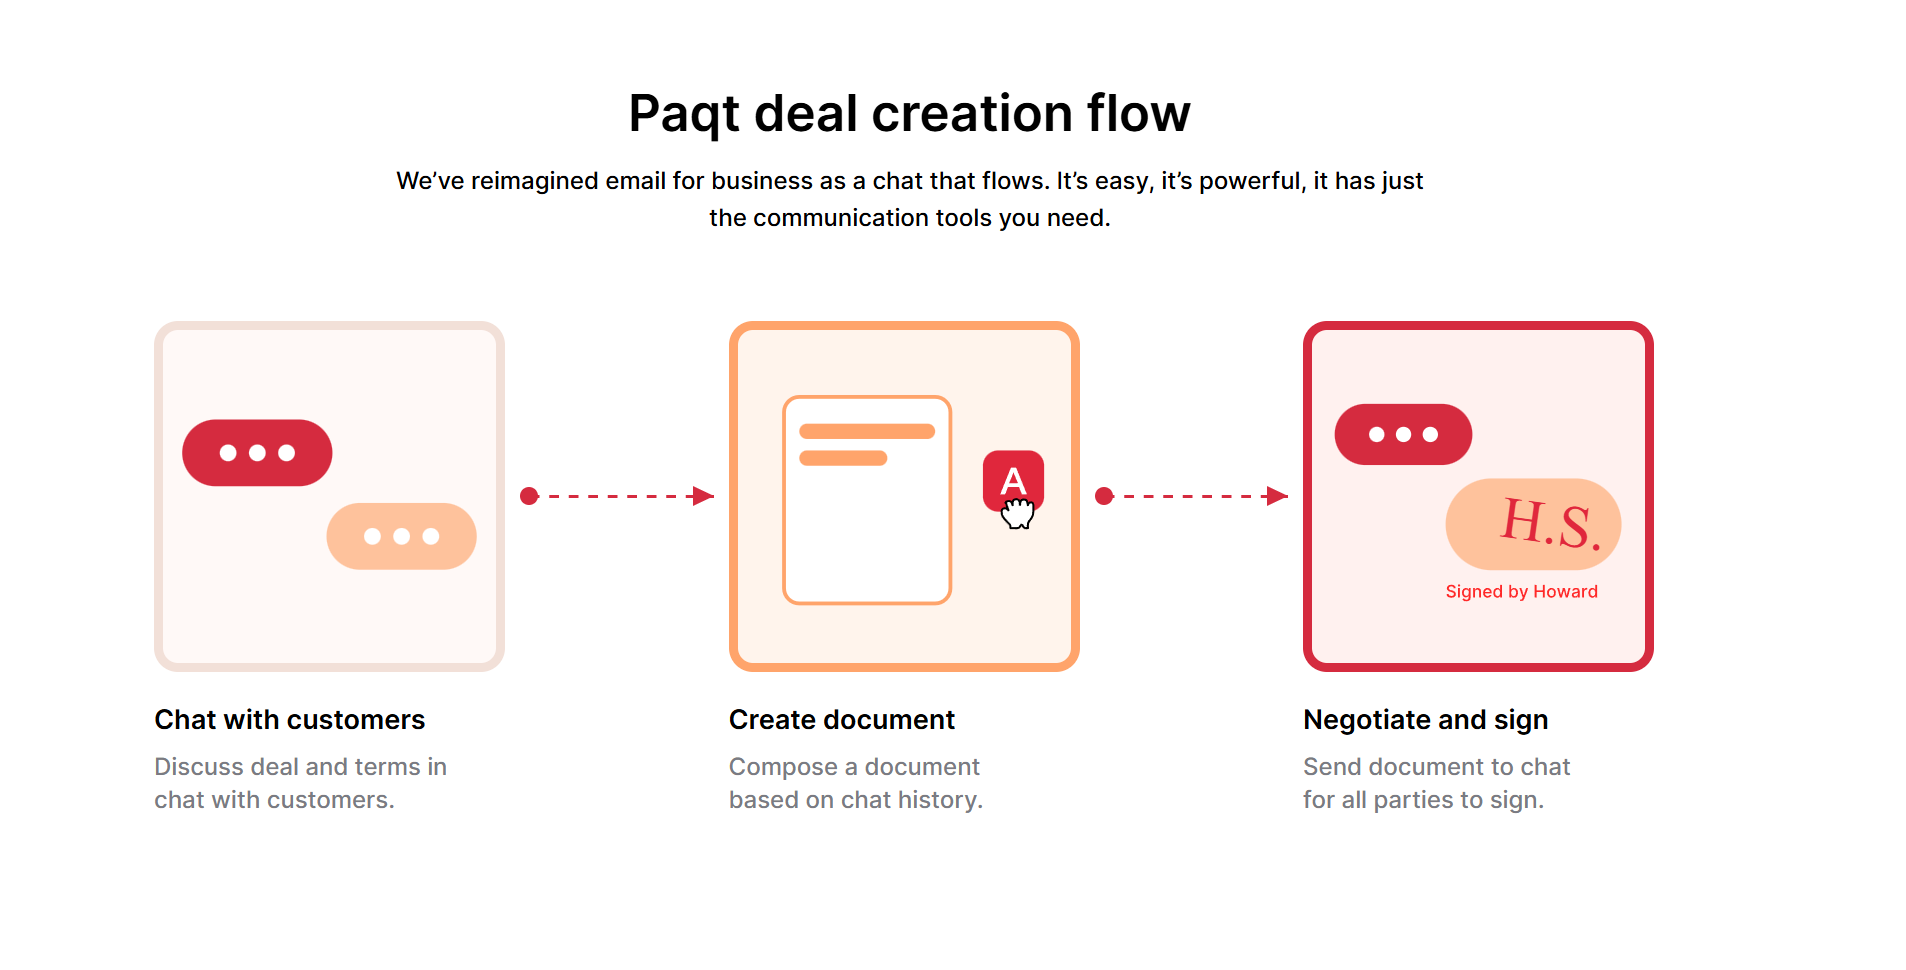 Paqt deal creation flow
We’ve reimagined email for business as a chat that flows. It’s easy, it’s powerful, it has just
the communication tools you need.
A
H.S.
Signed by Howard
Chat with customers
Discuss deal and terms in
chat with customers.
Create document
Compose a document
based on chat history.
Negotiate and sign
Send document to chat
for all parties to sign.